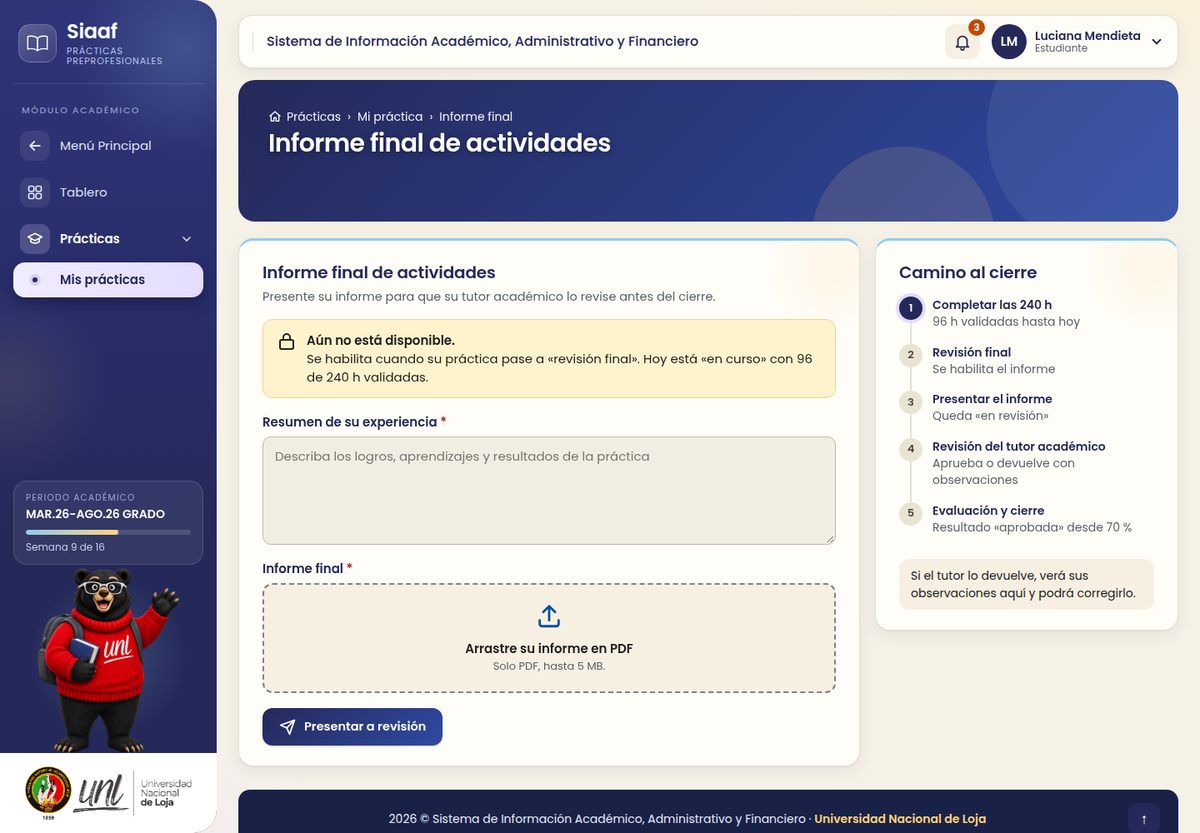 Siaaf
PRÁCTICAS
PREPROFESIONALES
MÓDULO ACADÉMICO
Menú Principal
Tablero
Prácticas
Mis prácticas
PERIODO ACADÉMICO
MAR.26-AGO.26 GRADO
Semana 9 de 16
unl
1859
unl
Universidad
Nacional
de Loja
Sistema de Información Académico, Administrativo y Financiero
3
LM
Luciana Mendieta
Estudiante
Prácticas › Mi práctica › Informe final
Informe final de actividades
Informe final de actividades
Presente su informe para que su tutor académico lo revise antes del cierre.
Aún no está disponible.
Se habilita cuando su práctica pase a «revisión final». Hoy está «en curso» con 96
de 240 h validadas.
Resumen de su experiencia *
Describa los logros, aprendizajes y resultados de la práctica
Informe final *
Arrastre su informe en PDF
Solo PDF, hasta 5 MB.
Presentar a revisión
Camino al cierre
1
Completar las 240 h
96 h validadas hasta hoy
2
Revisión final
Se habilita el informe
3
Presentar el informe
Queda «en revisión»
4
Revisión del tutor académico
Aprueba o devuelve con
observaciones
5
Evaluación y cierre
Resultado «aprobada» desde 70 %
Si el tutor lo devuelve, verá sus
observaciones aquí y podrá corregirlo.
2026 © Sistema de Información Académico, Administrativo y Financiero · Universidad Nacional de Loja
↑